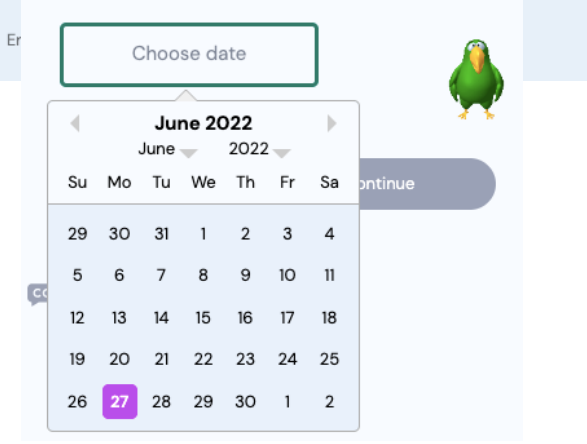 Er
Choose date
June 2022
June 2022
Su Mo Tu We Th Fr Sa
29 30 31 1 2 3 4
ontinue
5 6 7 8 9 10 11
12 13 14 15 16 17 18
19 20 21 22 23 24 25
26 27 28 29 30 1 2